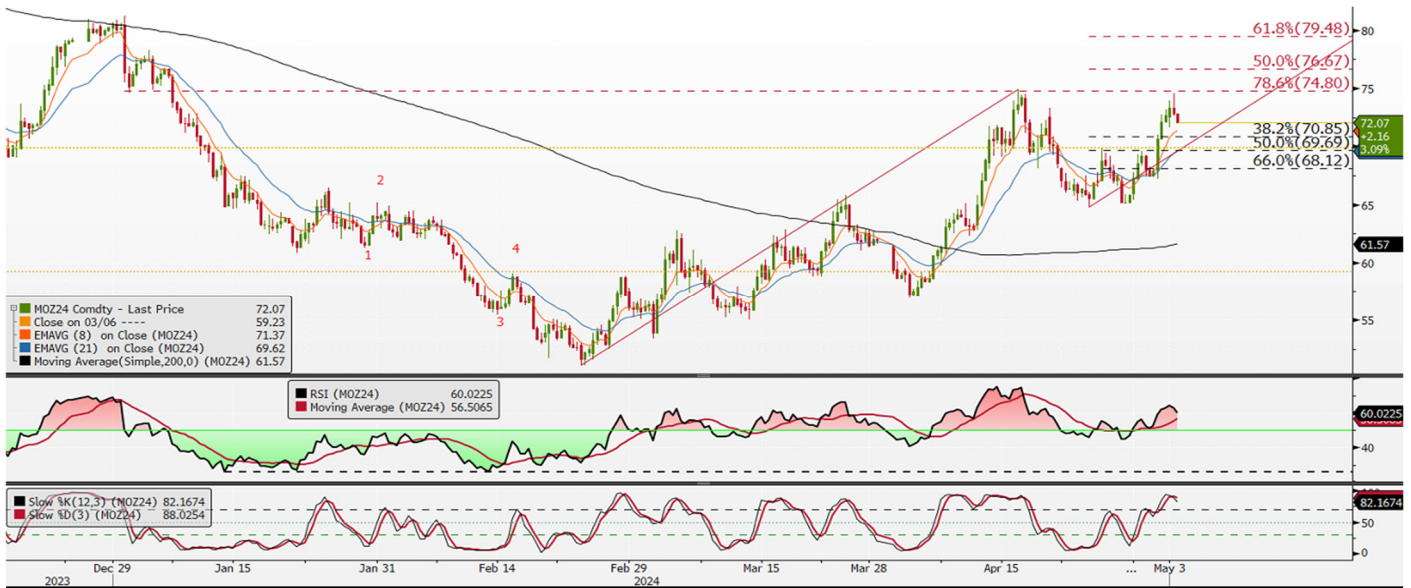 61.8%(79.48)
80
50.0%(76.67)
78.6%(74.80)
75
72.07
+2.16
3.09%
38.2%(70.85)
50.0%(69.69)
66.0%(68.12)
65
61.57
60
55
2
1
4
3
MOZ24 Comdty - Last Price 72.07
Close on 03/06 ---- 59.23
EMAVG (8) on Close (MOZ24) 71.37
EMAVG (21) on Close (MOZ24) 69.62
Moving Average(Simple,200,0) (MOZ24) 61.57
RSI (MOZ24) 60.0225
Moving Average (MOZ24) 56.5065
60.0225
40
Slow %K(12,3) (MOZ24) 82.1674
Slow %D(3) (MOZ24) 88.0254
82.1674
50
0
Dec 29 Jan 15 Jan 31 Feb 14 Feb 29 Mar 15 Mar 28 Apr 15 ... May 3
2023 2024